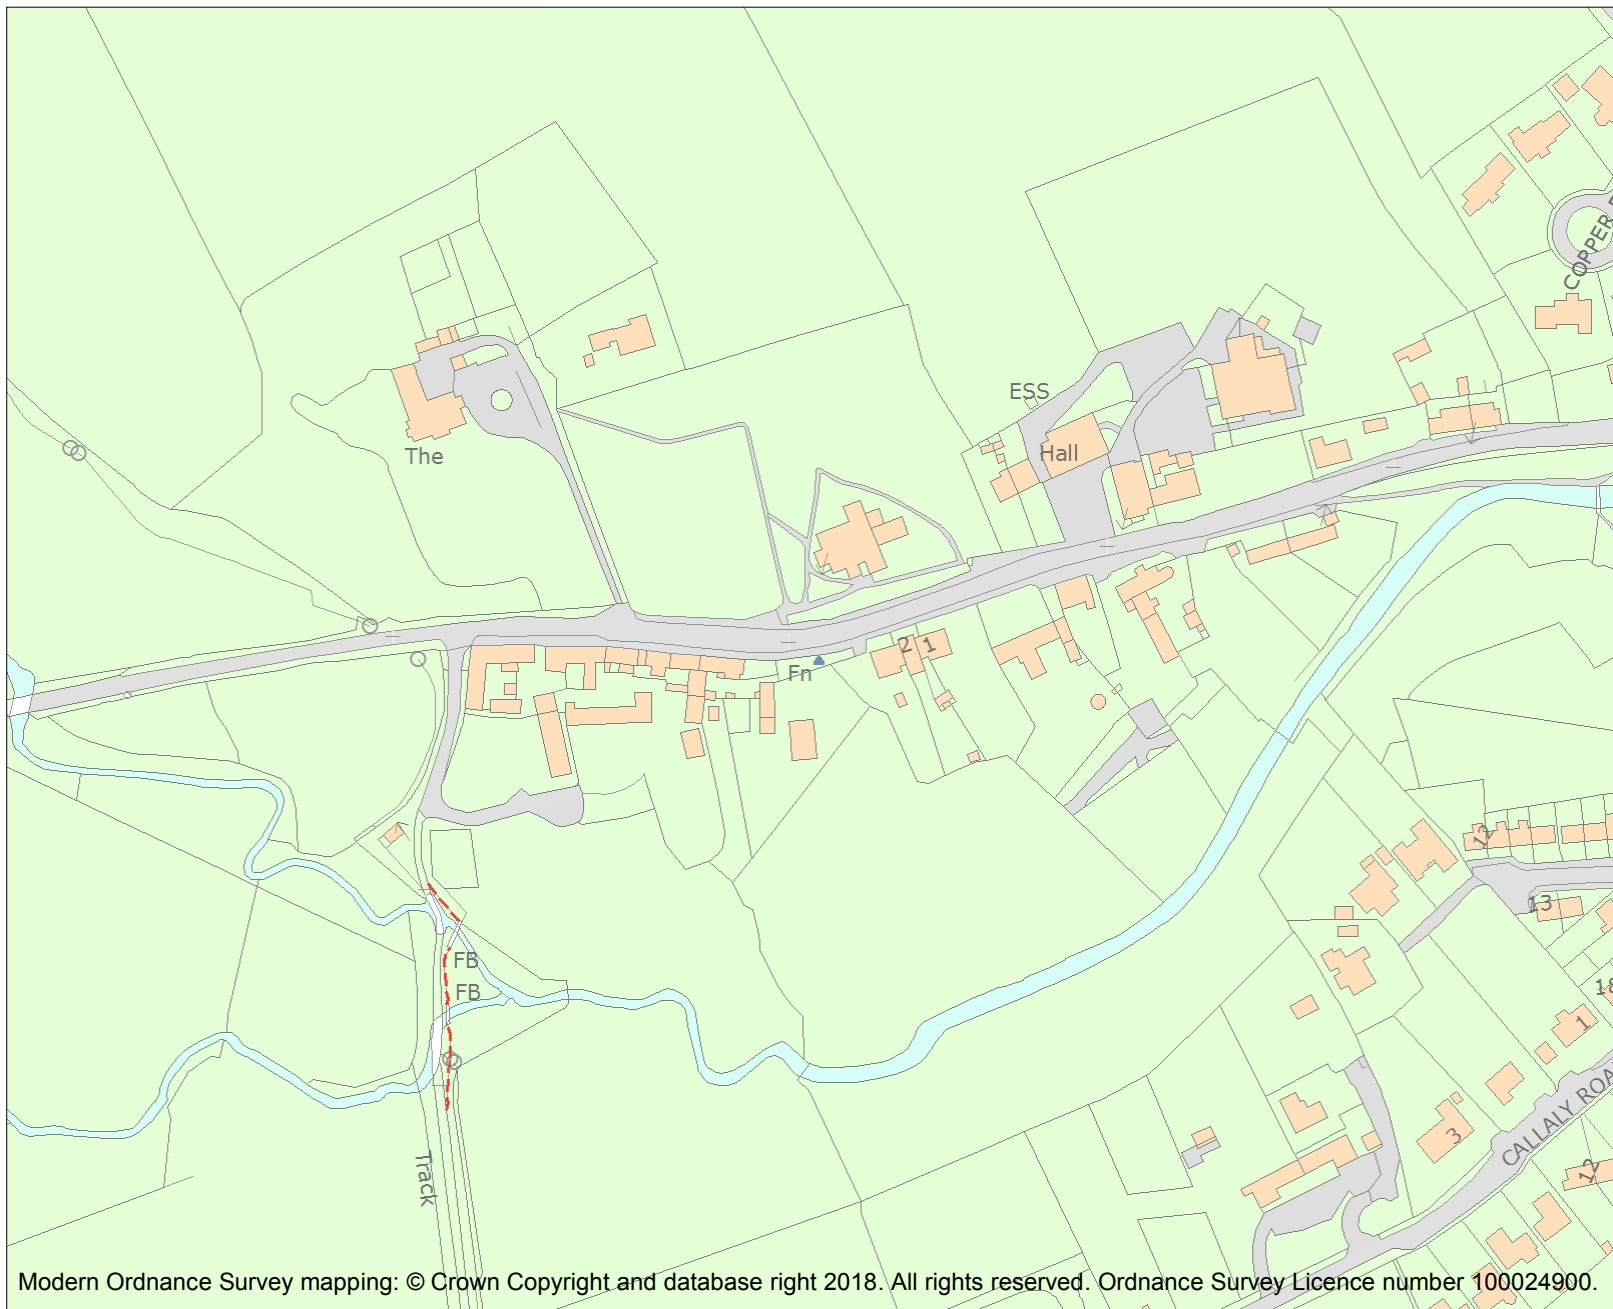 COPPER
ESS
Hall
The
2
1
Fn
12
13
FB
FB
18
1
3
CALLALY ROA
Track
12
Modern Ordnance Survey mapping: © Crown Copyright and database right 2018. All rights reserved. Ordnance Survey Licence number 100024900.